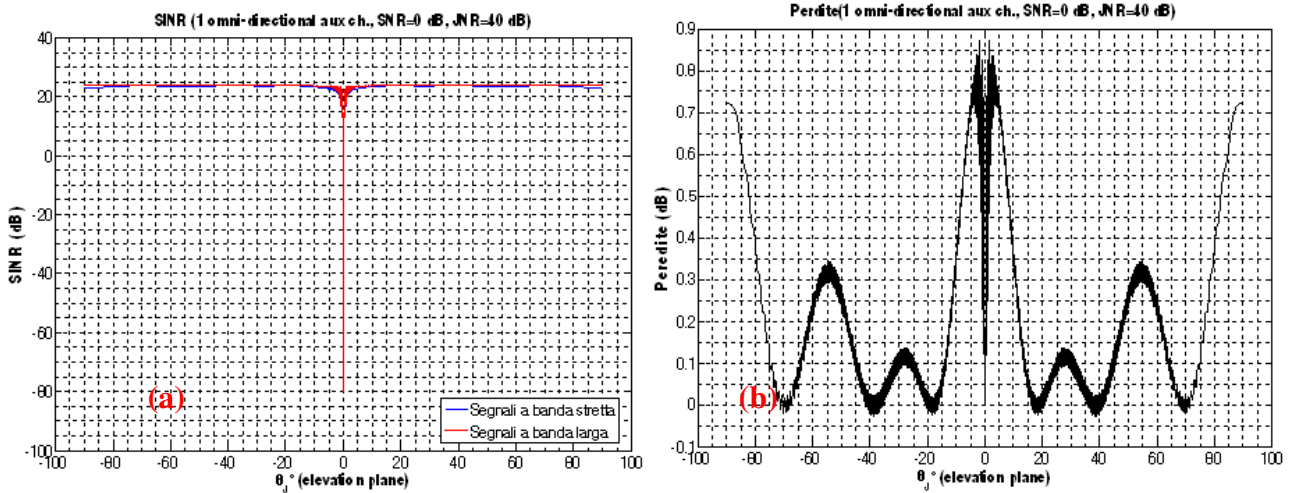 SINR (1 omni-directional aux ch., SNR=0 dB, JNR=40 dB)
40
20
0
-20
-40
-60
-80
-100
SINR (dB)
(a)
Segnali a banda stretta
Segnali a banda larga
-100 -80 -60 -40 -20 0 20 40 60 80 100
θJ° (elevation plane)
Perdite(1 omni-directional aux ch., SNR=0 dB, JNR=40 dB)
0.9
0.8
0.7
0.6
0.5
0.4
0.3
0.2
0.1
0
-0.1
Peredite (dB)
(b)
-100 -80 -60 -40 -20 0 20 40 60 80 100
θJ° (elevation plane)